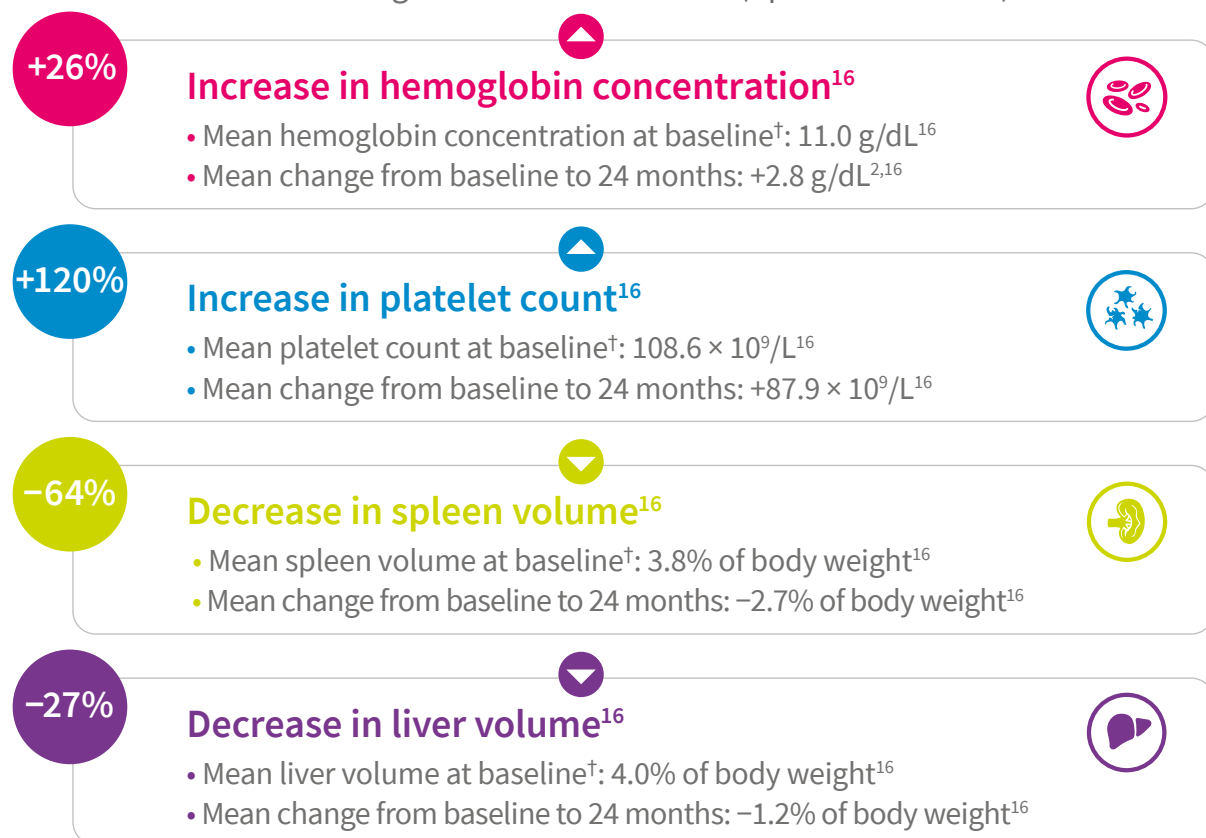 +26%
Increase in hemoglobin concentration¹⁶
• Mean hemoglobin concentration at baseline†: 11.0 g/dL¹⁶
• Mean change from baseline to 24 months: +2.8 g/dL²,¹⁶
+120%
Increase in platelet count¹⁶
• Mean platelet count at baseline†: 108.6 × 10⁹/L¹⁶
• Mean change from baseline to 24 months: +87.9 × 10⁹/L¹⁶
−64%
Decrease in spleen volume¹⁶
• Mean spleen volume at baseline†: 3.8% of body weight¹⁶
• Mean change from baseline to 24 months: −2.7% of body weight¹⁶
−27%
Decrease in liver volume¹⁶
• Mean liver volume at baseline†: 4.0% of body weight¹⁶
• Mean change from baseline to 24 months: −1.2% of body weight¹⁶